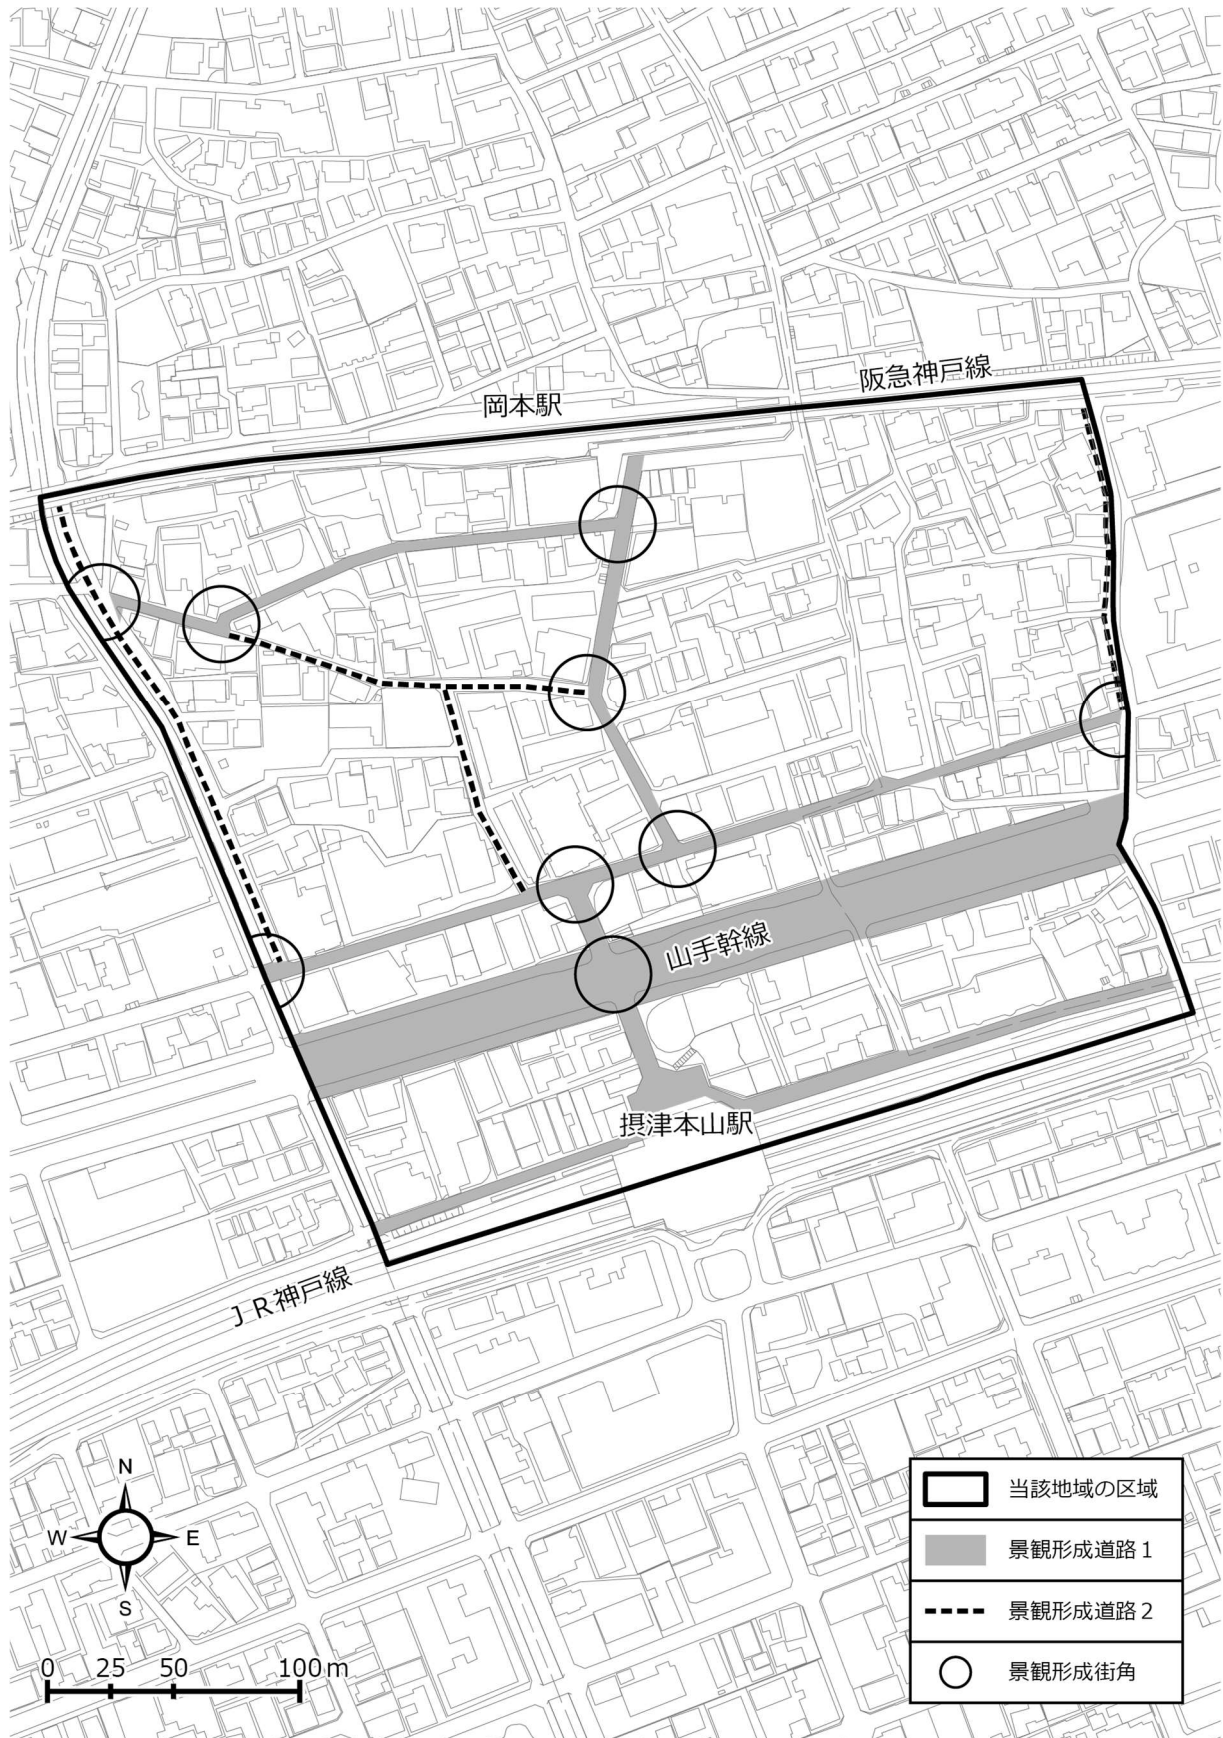 阪急神戸線
岡本駅
山手幹線
摂津本山駅
JR神戸線
N
W
E
S
0
25
50
100m
当該地域の区域
景観形成道路1
景観形成道路2
景観形成街角